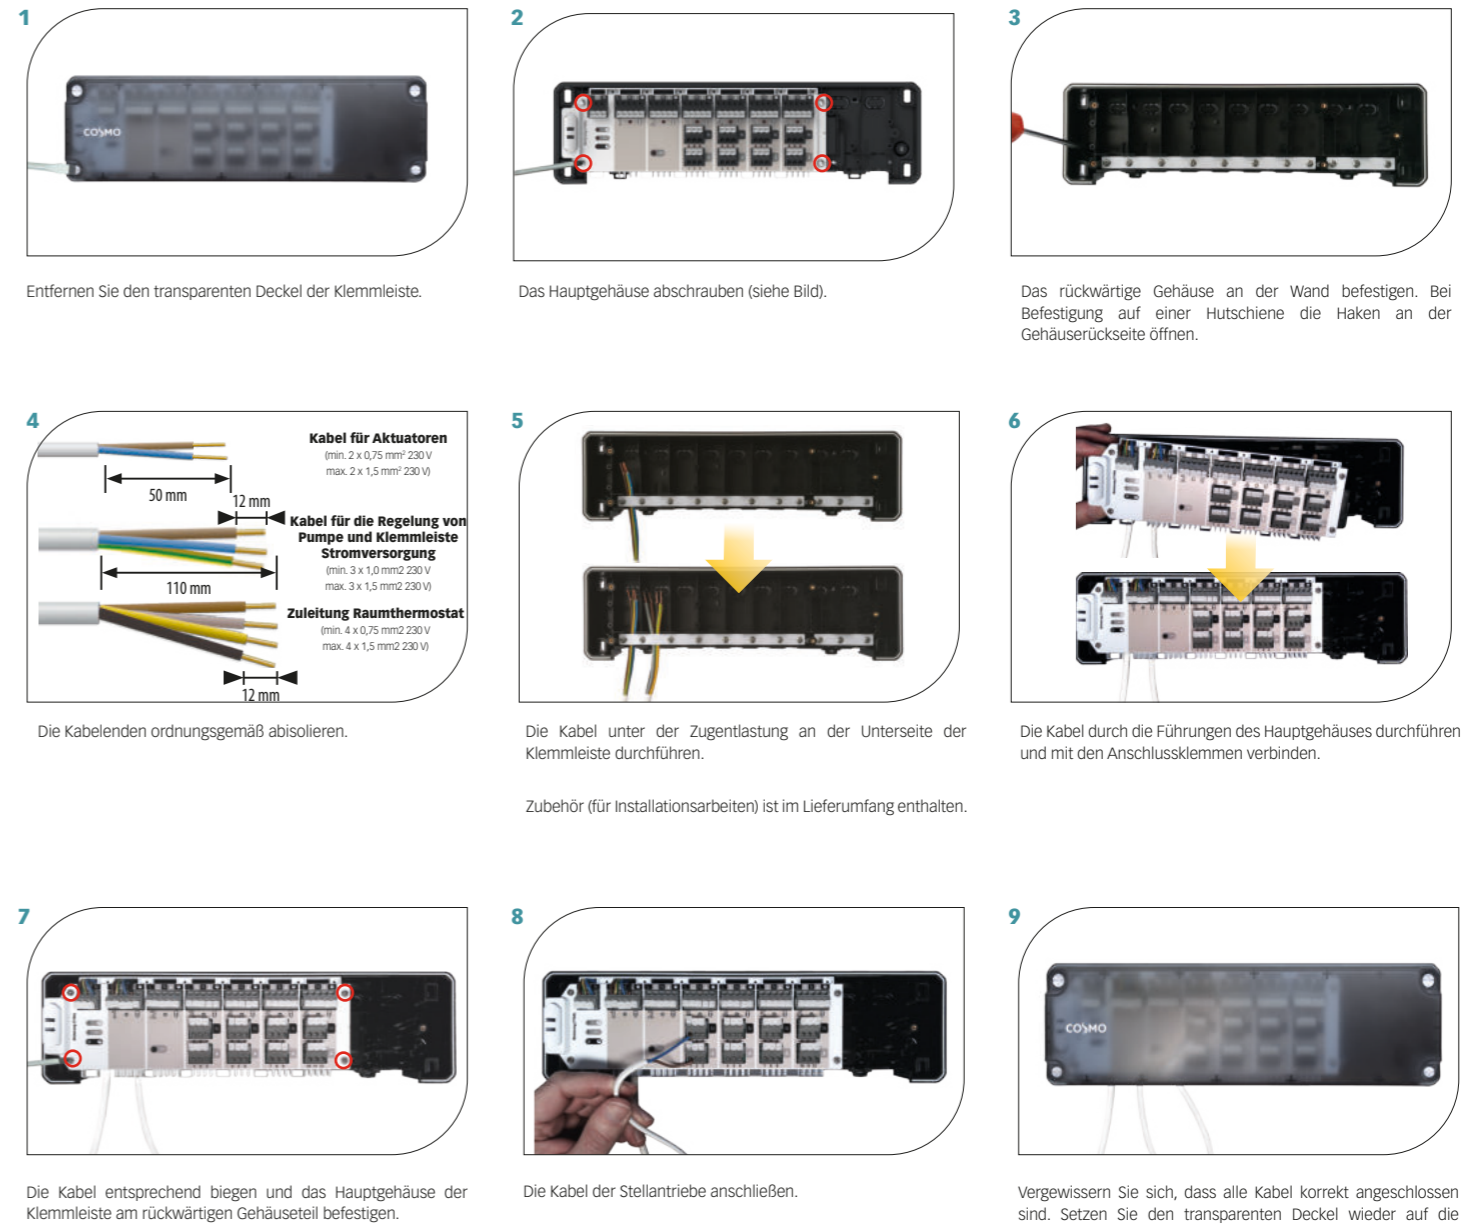 1
COSMO
Entfernen Sie den transparenten Deckel der Klemmleiste.
2
Das Hauptgehäuse abschrauben (siehe Bild).
3
Das rückwärtige Gehäuse an der Wand befestigen. Bei
Befestigung auf einer Hutschiene die Haken an der
Gehäuserückseite öffnen.
4
Kabel für Aktuatoren
(min. 2 x 0,75 mm² 230 V
max. 2 x 1,5 mm² 230 V)
50 mm
12 mm
Kabel für die Regelung von
Pumpe und Klemmleiste
Stromversorgung
(min. 3 x 1,0 mm2 230 V
max. 3 x 1,5 mm2 230 V)
110 mm
Zuleitung Raumthermostat
(min. 4 x 0,75 mm2 230 V
max. 4 x 1,5 mm2 230 V)
12 mm
Die Kabelenden ordnungsgemäß abisolieren.
5
Die Kabel unter der Zugentlastung an der Unterseite der
Klemmleiste durchführen.
Zubehör (für Installationsarbeiten) ist im Lieferumfang enthalten.
6
Die Kabel durch die Führungen des Hauptgehäuses durchführen
und mit den Anschlussklemmen verbinden.
7
Die Kabel entsprechend biegen und das Hauptgehäuse der
Klemmleiste am rückwärtigen Gehäuseteil befestigen.
8
Die Kabel der Stellantriebe anschließen.
9
COSMO
Vergewissern Sie sich, dass alle Kabel korrekt angeschlossen
sind. Setzen Sie den transparenten Deckel wieder auf die